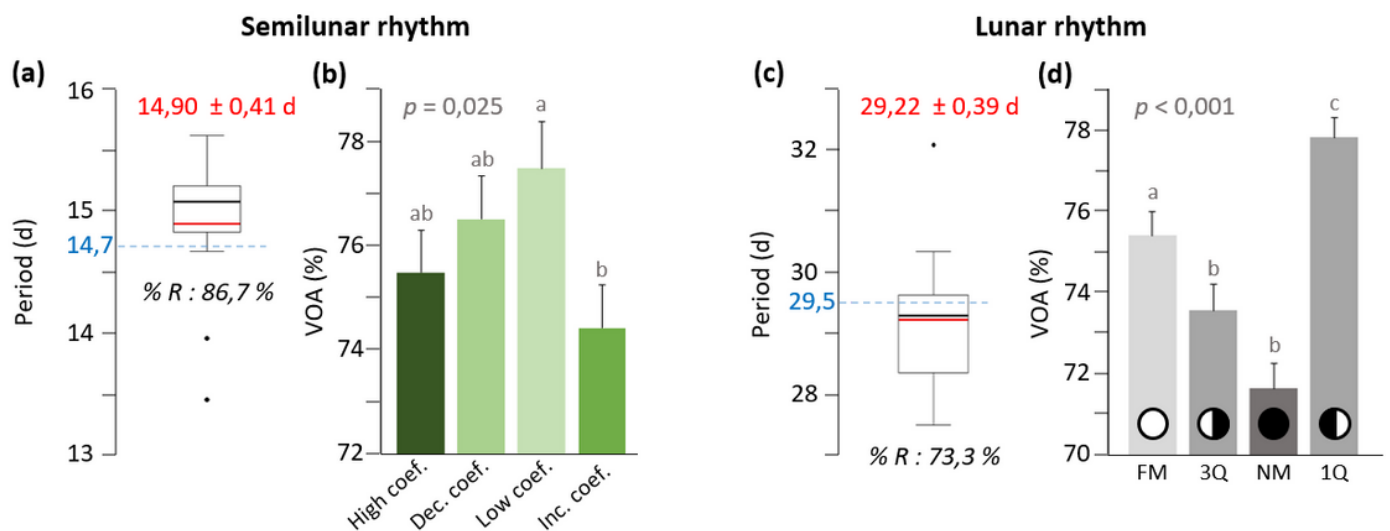 Semilunar rhythm
Lunar rhythm
(a)
16
15
14,7
14
13
Period (d)
14,90 ± 0,41 d
% R : 86,7 %
(b)
78
76
74
72
VOA (%)
p = 0,025
ab
ab
a
b
High coef.
Dec. coef.
Low coef.
Inc. coef.
(c)
32
30
29,5
28
Period (d)
29,22 ± 0,39 d
% R : 73,3 %
(d)
78
76
74
72
70
VOA (%)
p < 0,001
a
b
b
c
FM
3Q
NM
1Q